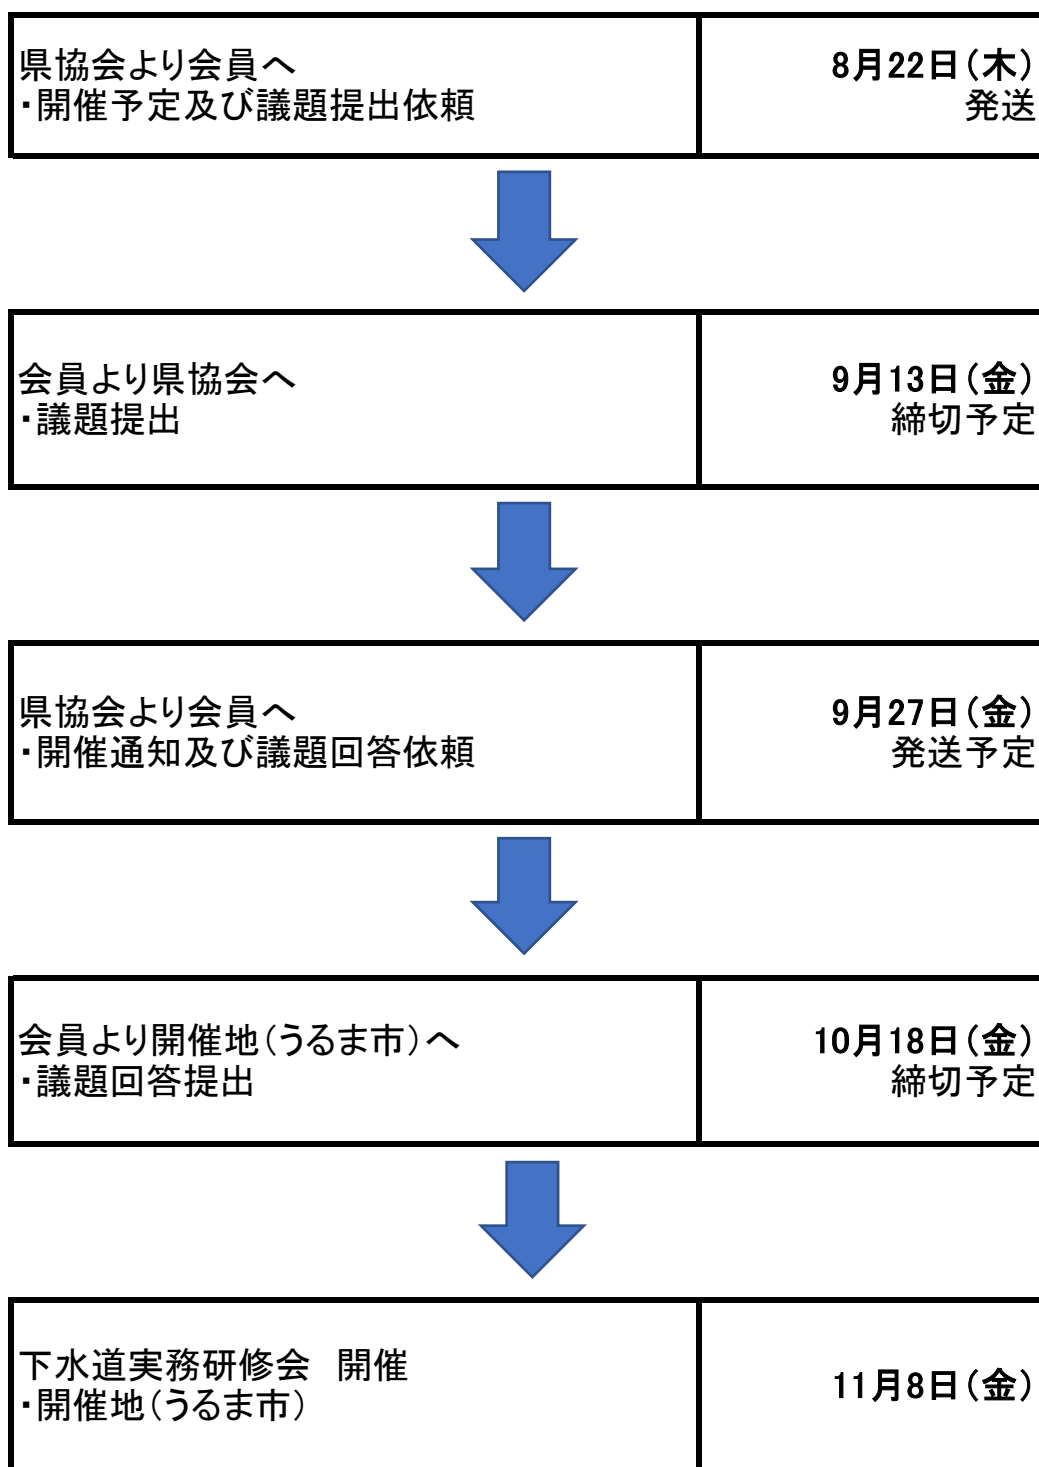 県協会より会員へ
・開催予定及び議題提出依頼
8月22日（木）
発送
会員より県協会へ
・議題提出
9月13日（金）
締切予定
県協会より会員へ
・開催通知及び議題回答依頼
9月27日（金）
発送予定
会員より開催地（うるま市）へ
・議題回答提出
10月18日（金）
締切予定
下水道実務研修会　開催
・開催地（うるま市）
11月8日（金）